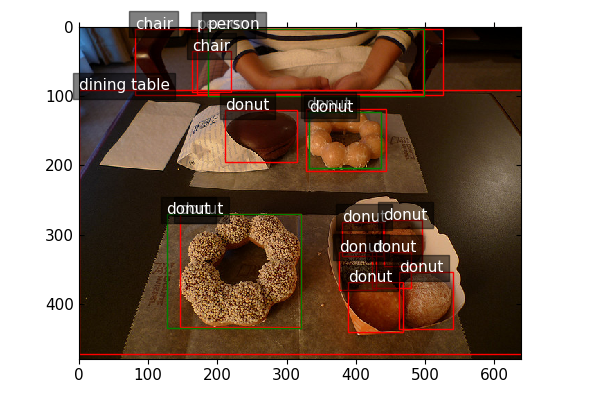 chair
person
chair
dining table
donut
donut
donut
donut
donut
donut
donut
donut
donut
0
100
200
300
400
0
100
200
300
400
500
600